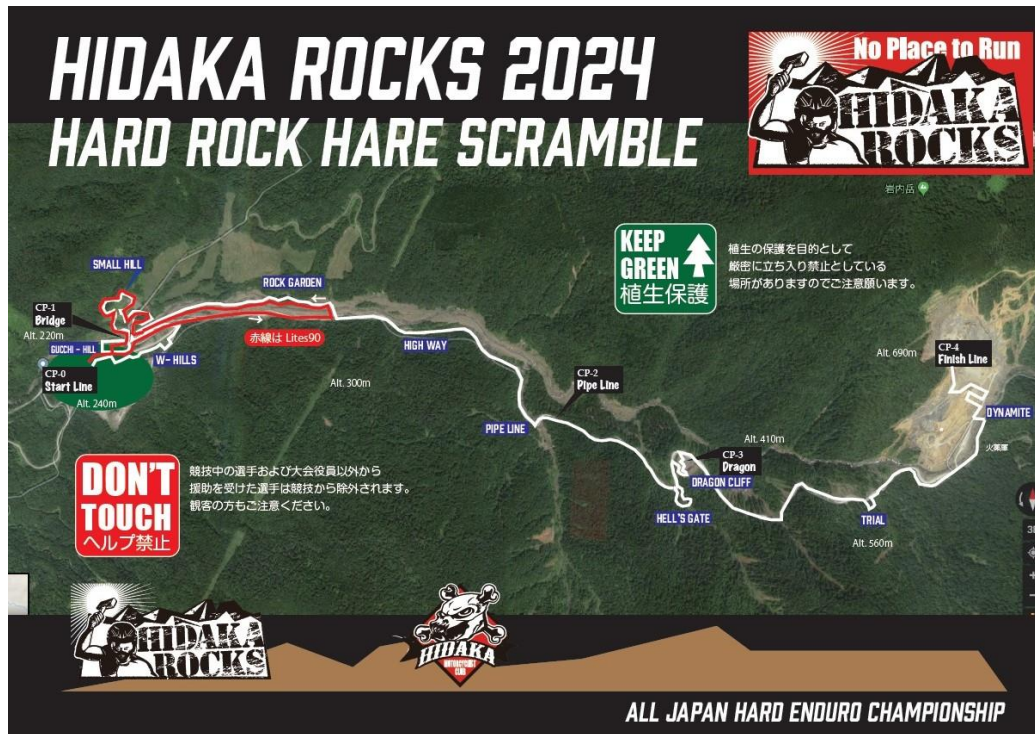 HIDAKA ROCKS 2024
HARD ROCK HARE SCRAMBLE
No Place to Run
HIDAKA
ROCKS
岩内岳
KEEP
GREEN
植生保護
植生の保護を目的として
厳密に立ち入り禁止としている
場所がありますのでご注意願います。
SMALL HILL
ROCK GARDEN
CP-1
Bridge
Alt. 220m
GUCCHI - HILL
W-HILLS
赤線は Lites90
HIGH WAY
CP-0
Start Line
Alt. 240m
Alt. 300m
CP-2
Pipe Line
PIPE LINE
CP-4
Finish Line
Alt. 690m
DYNAMITE
火薬庫
Alt. 410m
CP-3
Dragon
DRAGON CLIFF
HELL'S GATE
TRIAL
Alt. 560m
DON'T
TOUCH
ヘルプ禁止
競技中の選手および大会役員以外から
援助を受けた選手は競技から除外されます。
観客の方もご注意ください。
HIDAKA
ROCKS
HIDAKA
MOTORCYCLIST
CLUB
ALL JAPAN HARD ENDURO CHAMPIONSHIP